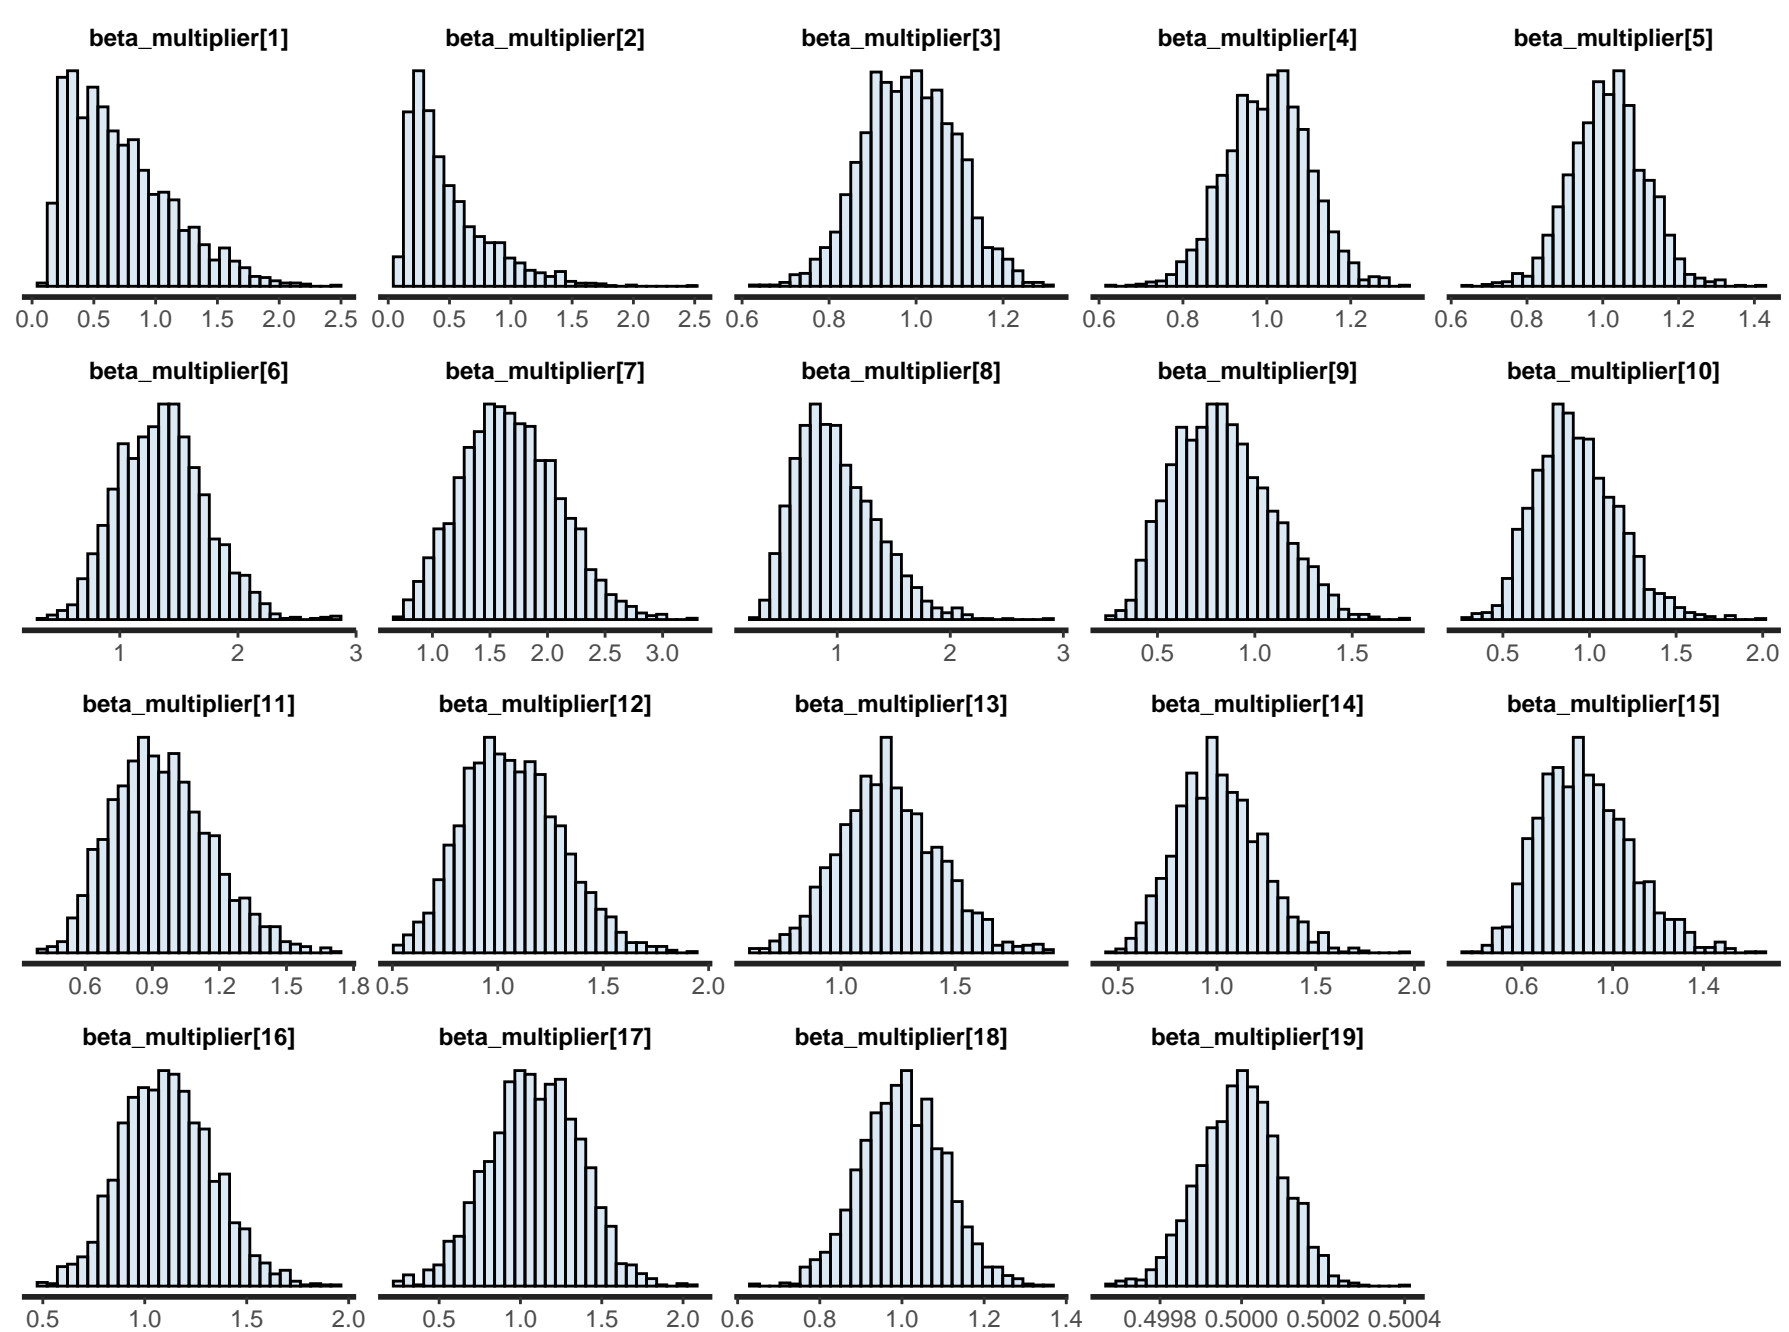 beta_multiplier[1] beta_multiplier[2] beta_multiplier[3] beta_multiplier[4] beta_multiplier[5]
0.0 0.5 1.0 1.5 2.0 2.5 0.0 0.5 1.0 1.5 2.0 2.5 0.6 0.8 1.0 1.2 0.6 0.8 1.0 1.2 0.6 0.8 1.0 1.2 1.4
beta_multiplier[6] beta_multiplier[7] beta_multiplier[8] beta_multiplier[9] beta_multiplier[10]
1 2 3 1.0 1.5 2.0 2.5 3.0 1 2 3 0.5 1.0 1.5 0.5 1.0 1.5 2.0
beta_multiplier[11] beta_multiplier[12] beta_multiplier[13] beta_multiplier[14] beta_multiplier[15]
0.6 0.9 1.2 1.5 1.8 0.5 1.0 1.5 2.0 1.0 1.5 0.5 1.0 1.5 2.0 0.6 1.0 1.4
beta_multiplier[16] beta_multiplier[17] beta_multiplier[18] beta_multiplier[19]
0.5 1.0 1.5 2.0 0.5 1.0 1.5 2.0 0.6 0.8 1.0 1.2 1.4 0.4998 0.5000 0.5002 0.5004